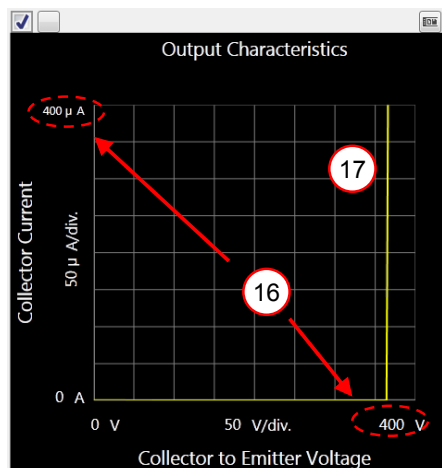 Output Characteristics
400 µ A
17
Collector Current
50 µ A/div.
16
0 A
0 V
50 V/div.
400 V
Collector to Emitter Voltage